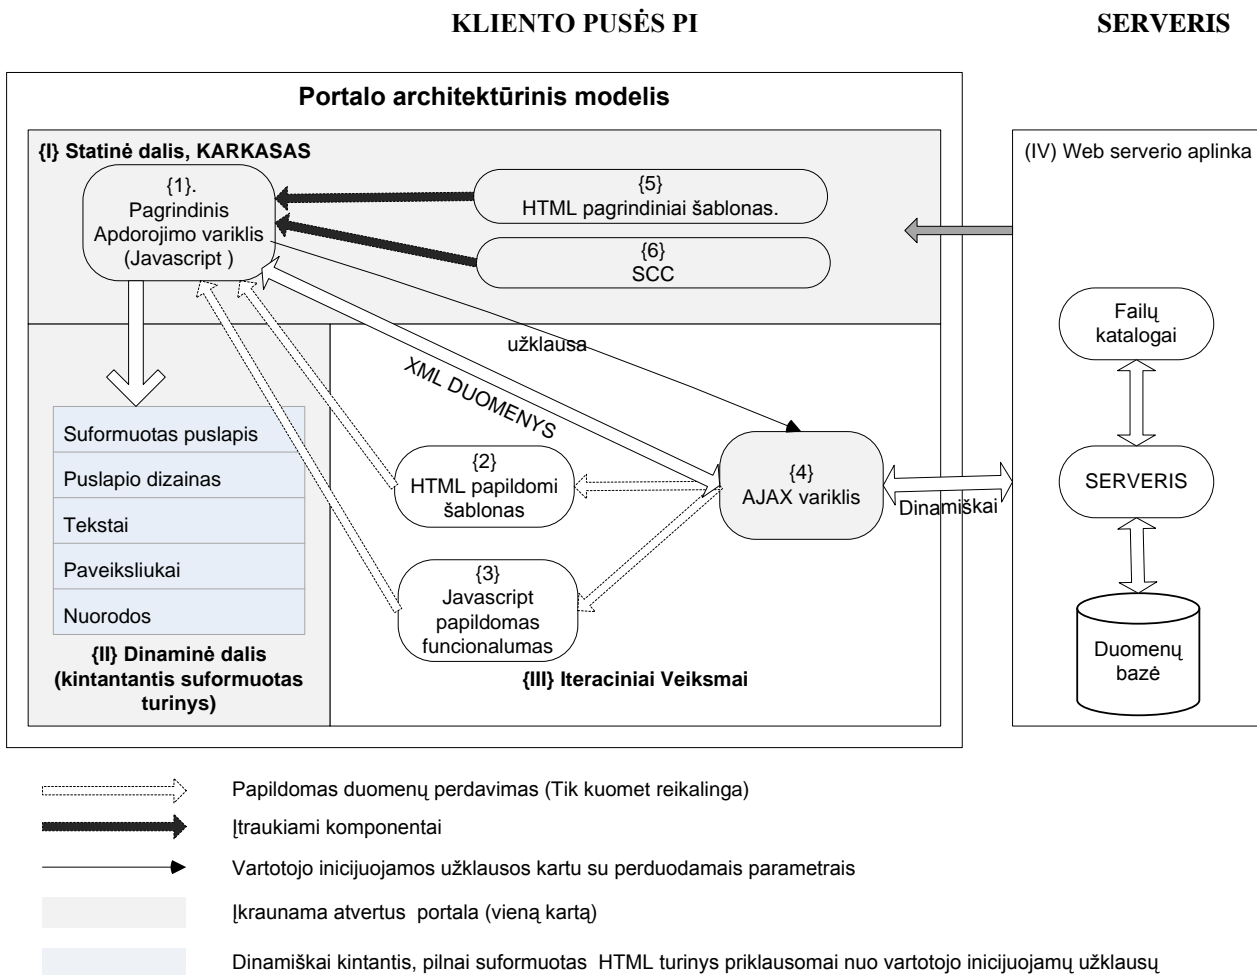 KLIENTO PUSĖS PI
SERVERIS
Portalo architektūrinis modelis
{I} Statinė dalis, KARKASAS
{1}.
Pagrindinis
Apdorojimo variklis
(Javascript )
{5}
HTML pagrindiniai šablonas.
{6}
SCC
(IV) Web serverio aplinka
Failų
katalogai
SERVERIS
Duomenų
bazė
užklausa
XML DUOMENYS
Suformuotas puslapis
Puslapio dizainas
Tekstai
Paveiksliukai
Nuorodos
{II} Dinaminė dalis
(kintantantis suformuotas
turinys)
{2}
HTML papildomi
šablonas
{3}
Javascript
papildomas
funcionalumas
{4}
AJAX variklis
Dinamiškai
{III} Iteraciniai Veiksmai
Papildomas duomenų perdavimas (Tik kuomet reikalinga)
Įtraukiami komponentai
Vartotojo inicijuojamos užklausos kartu su perduodamais parametrais
Įkraunama atvertus portala (vieną kartą)
Dinamiškai kintantis, pilnai suformuotas HTML turinys priklausomai nuo vartotojo inicijuojamų užklausų